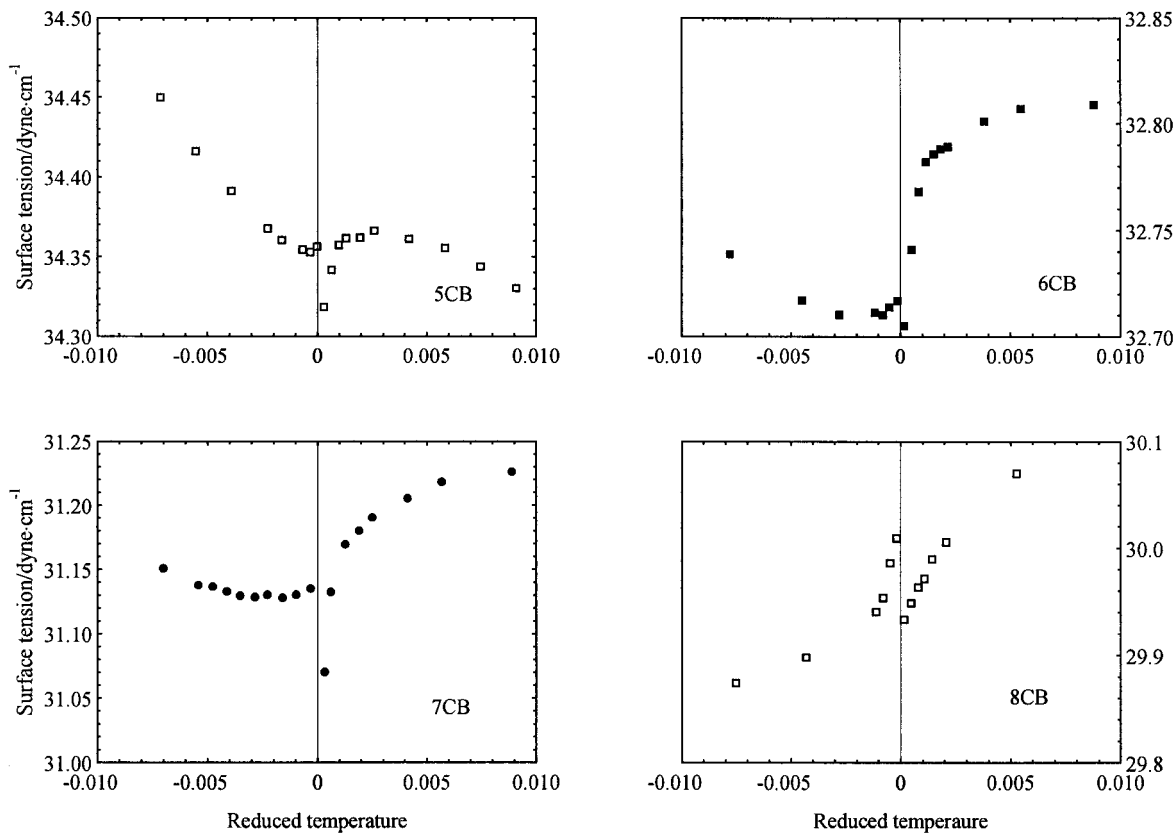 34.50
34.45
34.40
34.35
34.30
Surface tension/dyne·cm⁻¹
5CB
-0.010 -0.005 0 0.005 0.010
32.85
32.80
32.75
32.70
6CB
-0.010 -0.005 0 0.005 0.010
31.25
31.20
31.15
31.10
31.05
31.00
Surface tension/dyne·cm⁻¹
7CB
-0.010 -0.005 0 0.005 0.010
Reduced temperature
30.1
30.0
29.9
29.8
8CB
-0.010 -0.005 0 0.005 0.010
Reduced temperaure